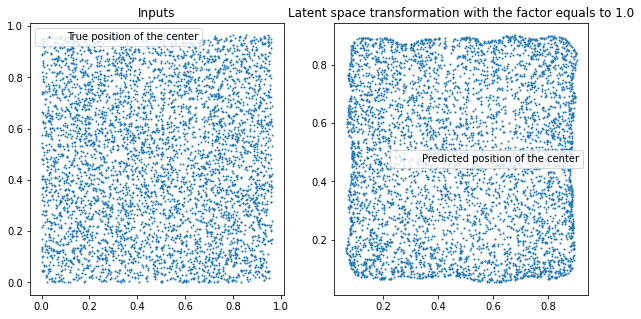 Inputs
Latent space transformation with the factor equals to 1.0
True position of the center
Predicted position of the center
1.0
0.8
0.6
0.4
0.2
0.0
0.0 0.2 0.4 0.6 0.8 1.0
0.8
0.6
0.4
0.2
0.2 0.4 0.6 0.8